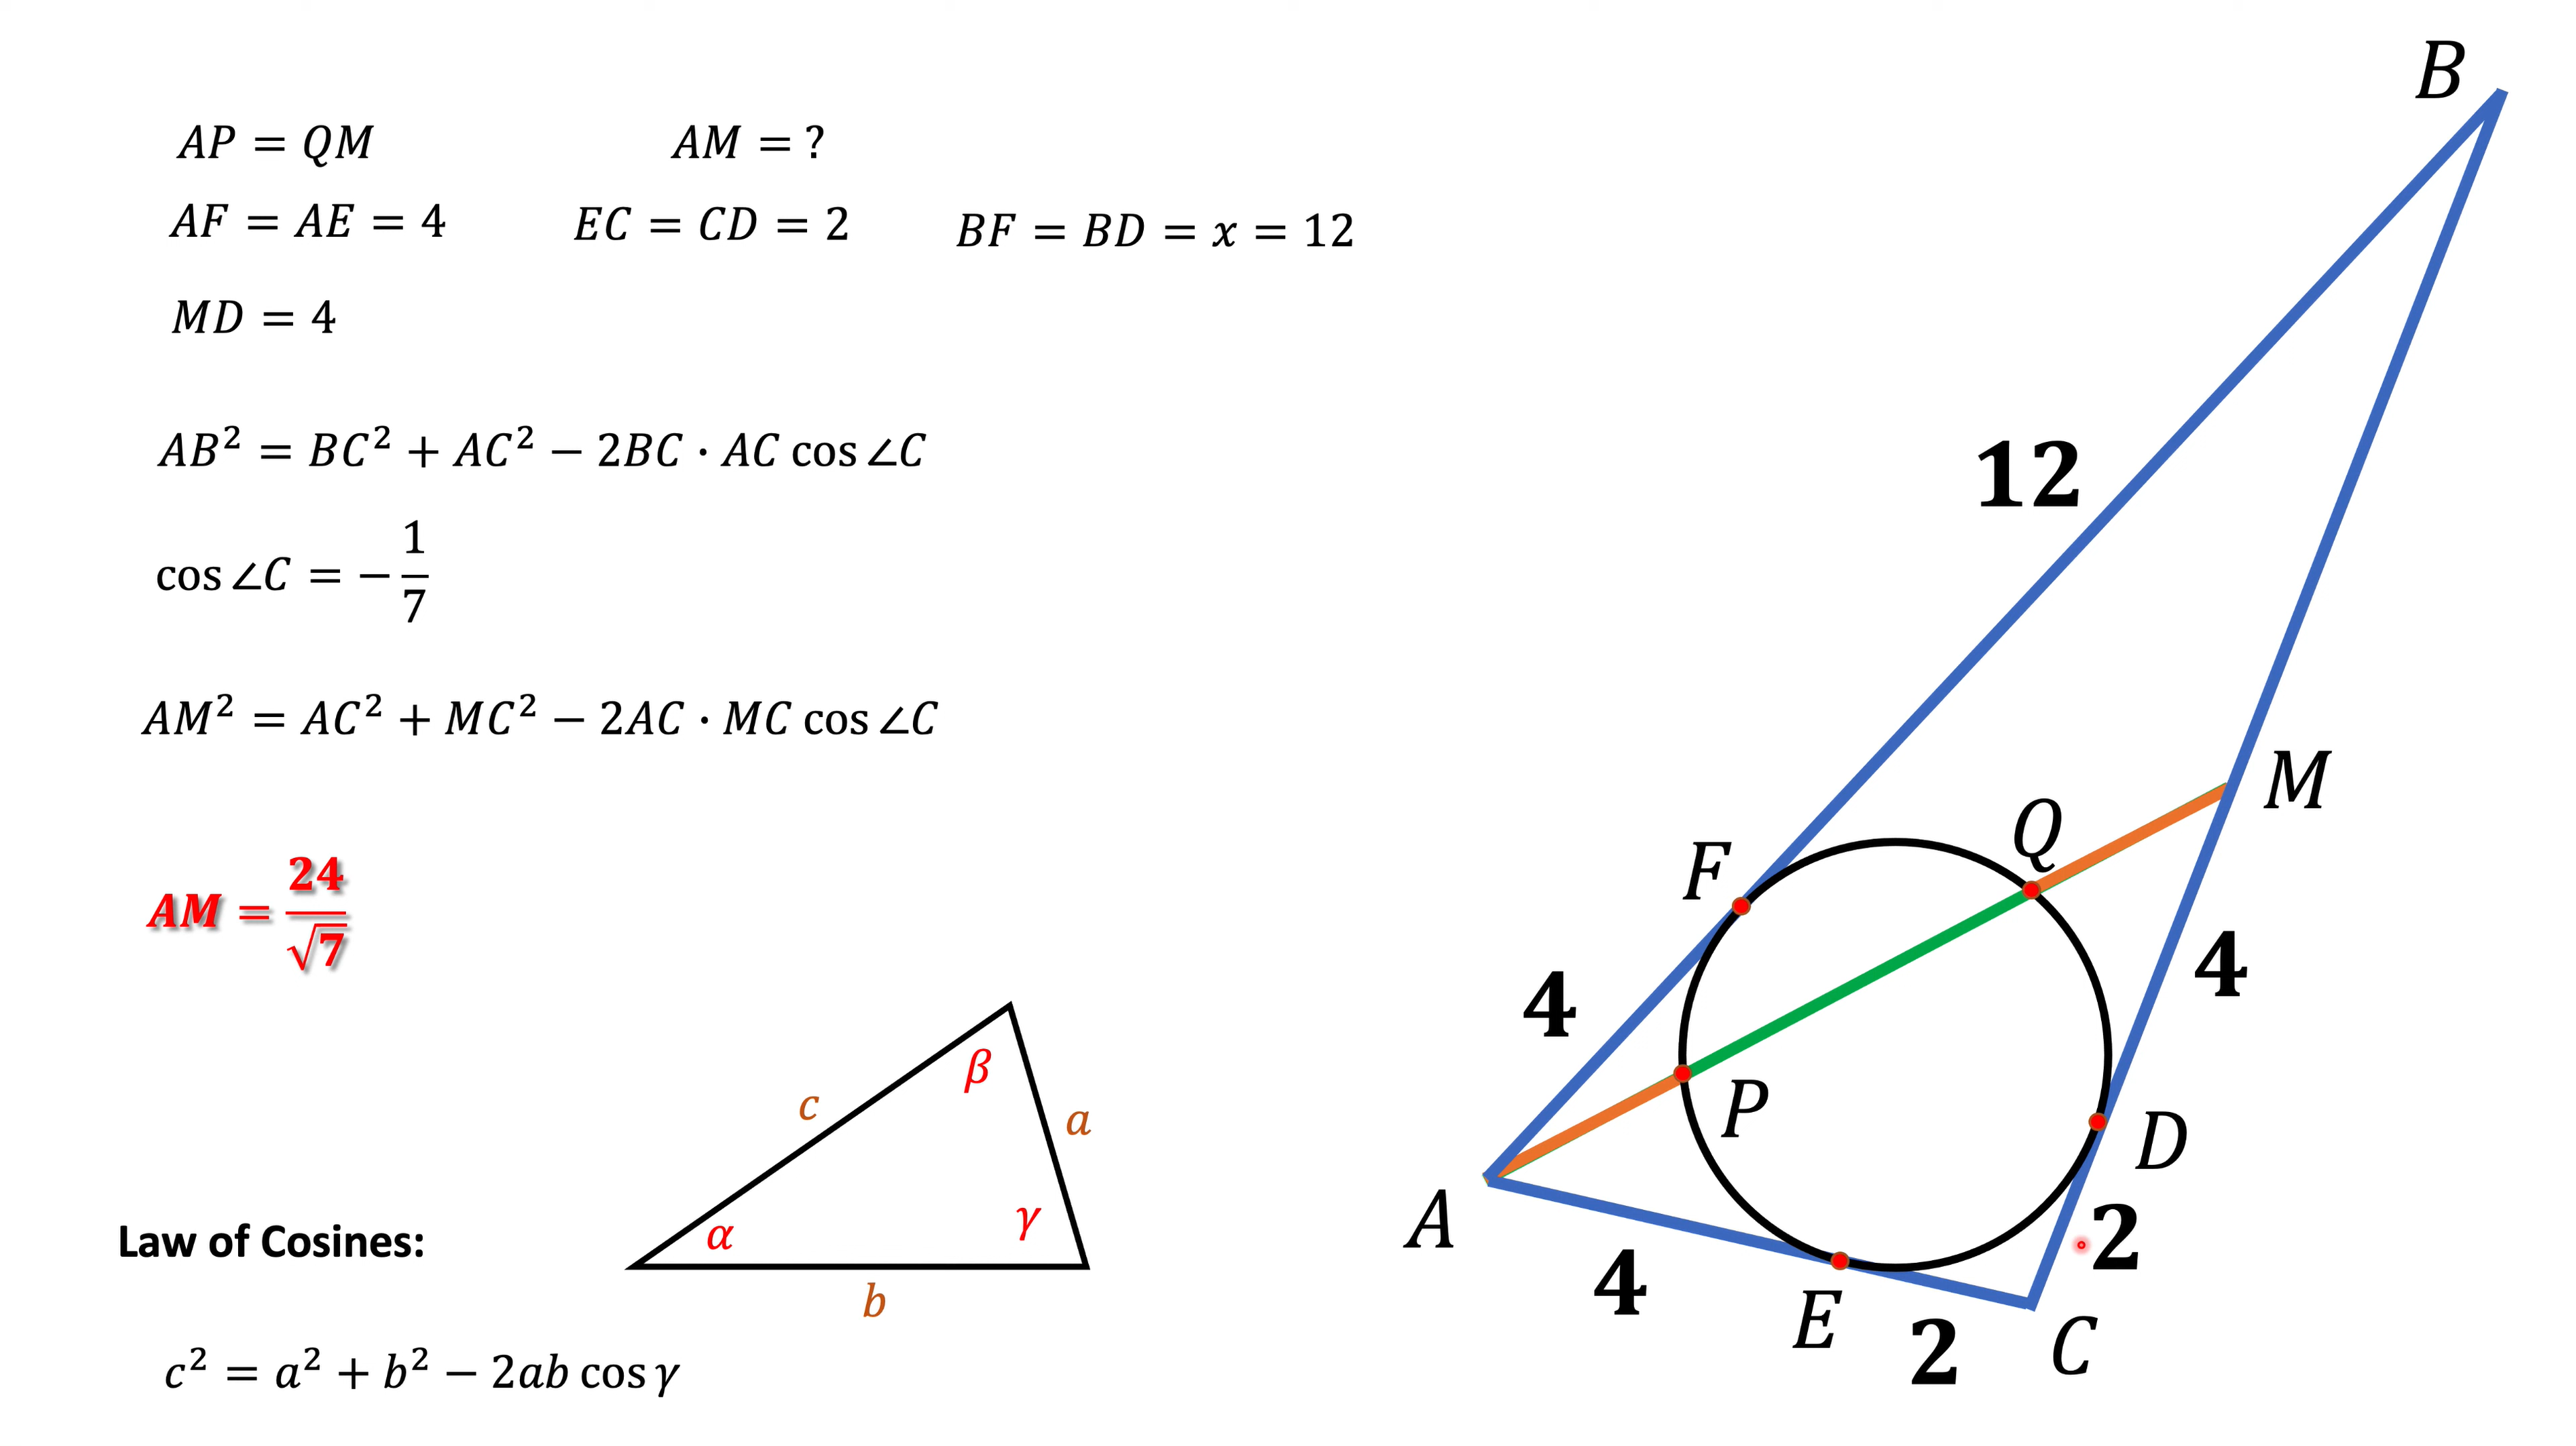 AP = QM
AM = ?
AF = AE = 4
EC = CD = 2
BF = BD = x = 12
MD = 4
AB² = BC² + AC² − 2BC · AC cos ∠C
cos ∠C = − 1/7
AM² = AC² + MC² − 2AC · MC cos ∠C
AM = 24/√7
Law of Cosines:
c² = a² + b² − 2ab cos γ
β
c
a
α
γ
b
B
12
M
Q
F
4
4
P
D
A
2
4
E
2
C